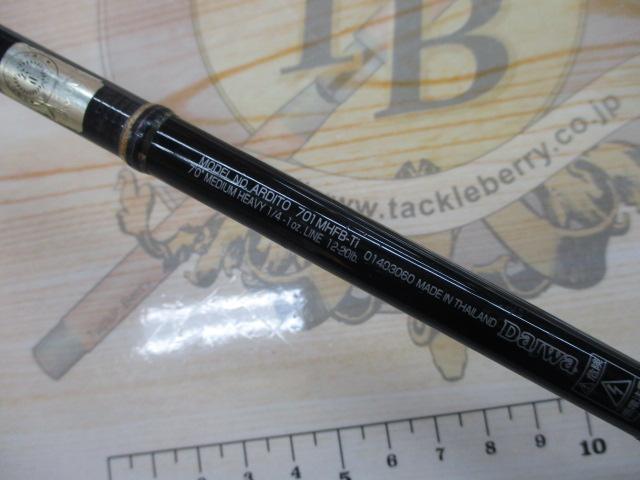 TB
www.tackleberry.co.jp
MODEL NO. ARDITO 701MHFB-Ti
7'0" MEDIUM HEAVY 1/4-1oz. LINE 12-20lb. 01403060 MADE IN THAILAND
Daiwa
1 2 3 4 5 6 7 8 9 10